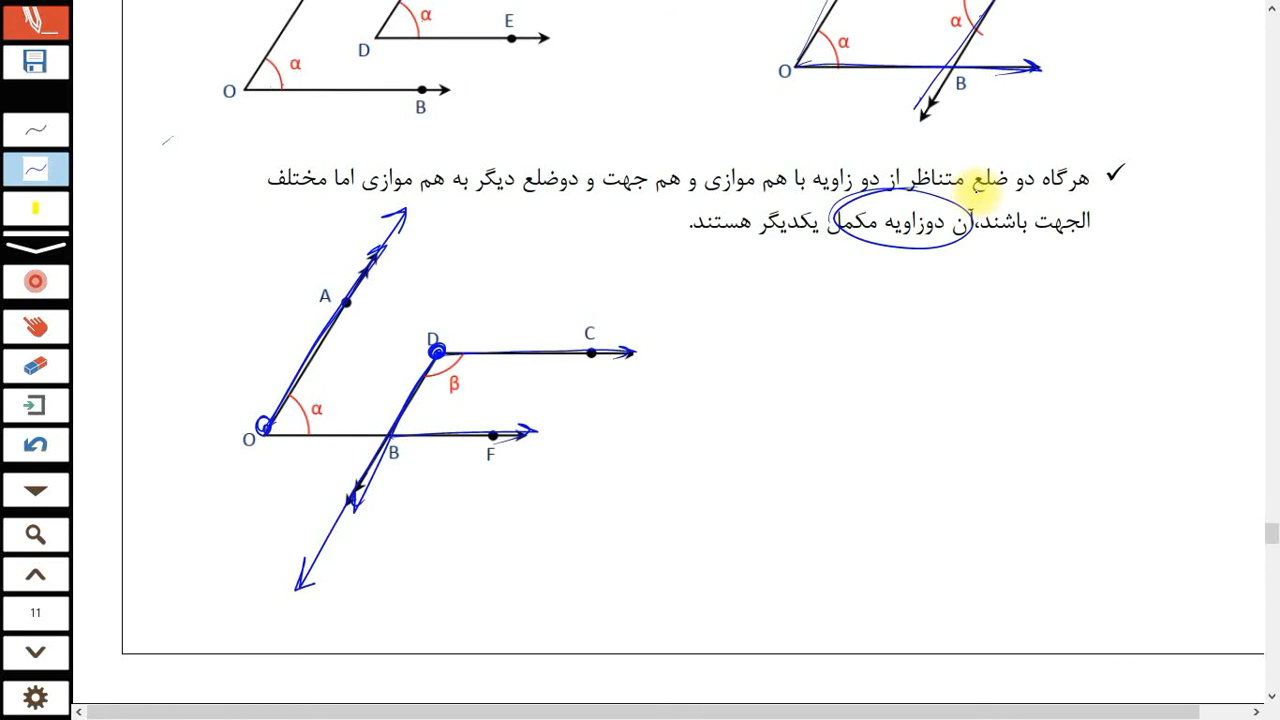 α
E
D
α
O
B
α
α
O
B
هرگاه دو ضلع متناظر از دو زاویه با هم موازی و هم جهت و دوضلع دیگر به هم موازی اما مختلف
الجهت باشند،آن دوزاویه مکمل یکدیگر هستند.
A
D
C
β
α
O
B
F
11